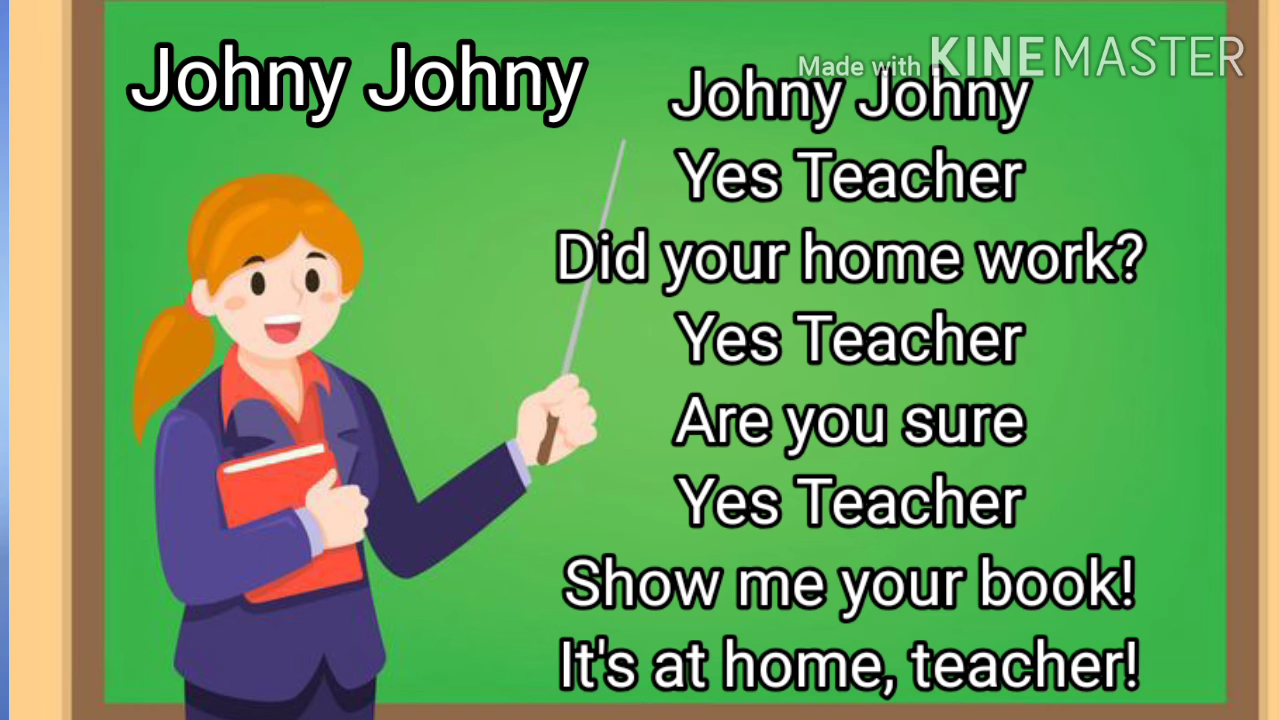 Johny Johny
Made with KINEMASTER
Johny Johny
Yes Teacher
Did your home work?
Yes Teacher
Are you sure
Yes Teacher
Show me your book!
It's at home, teacher!